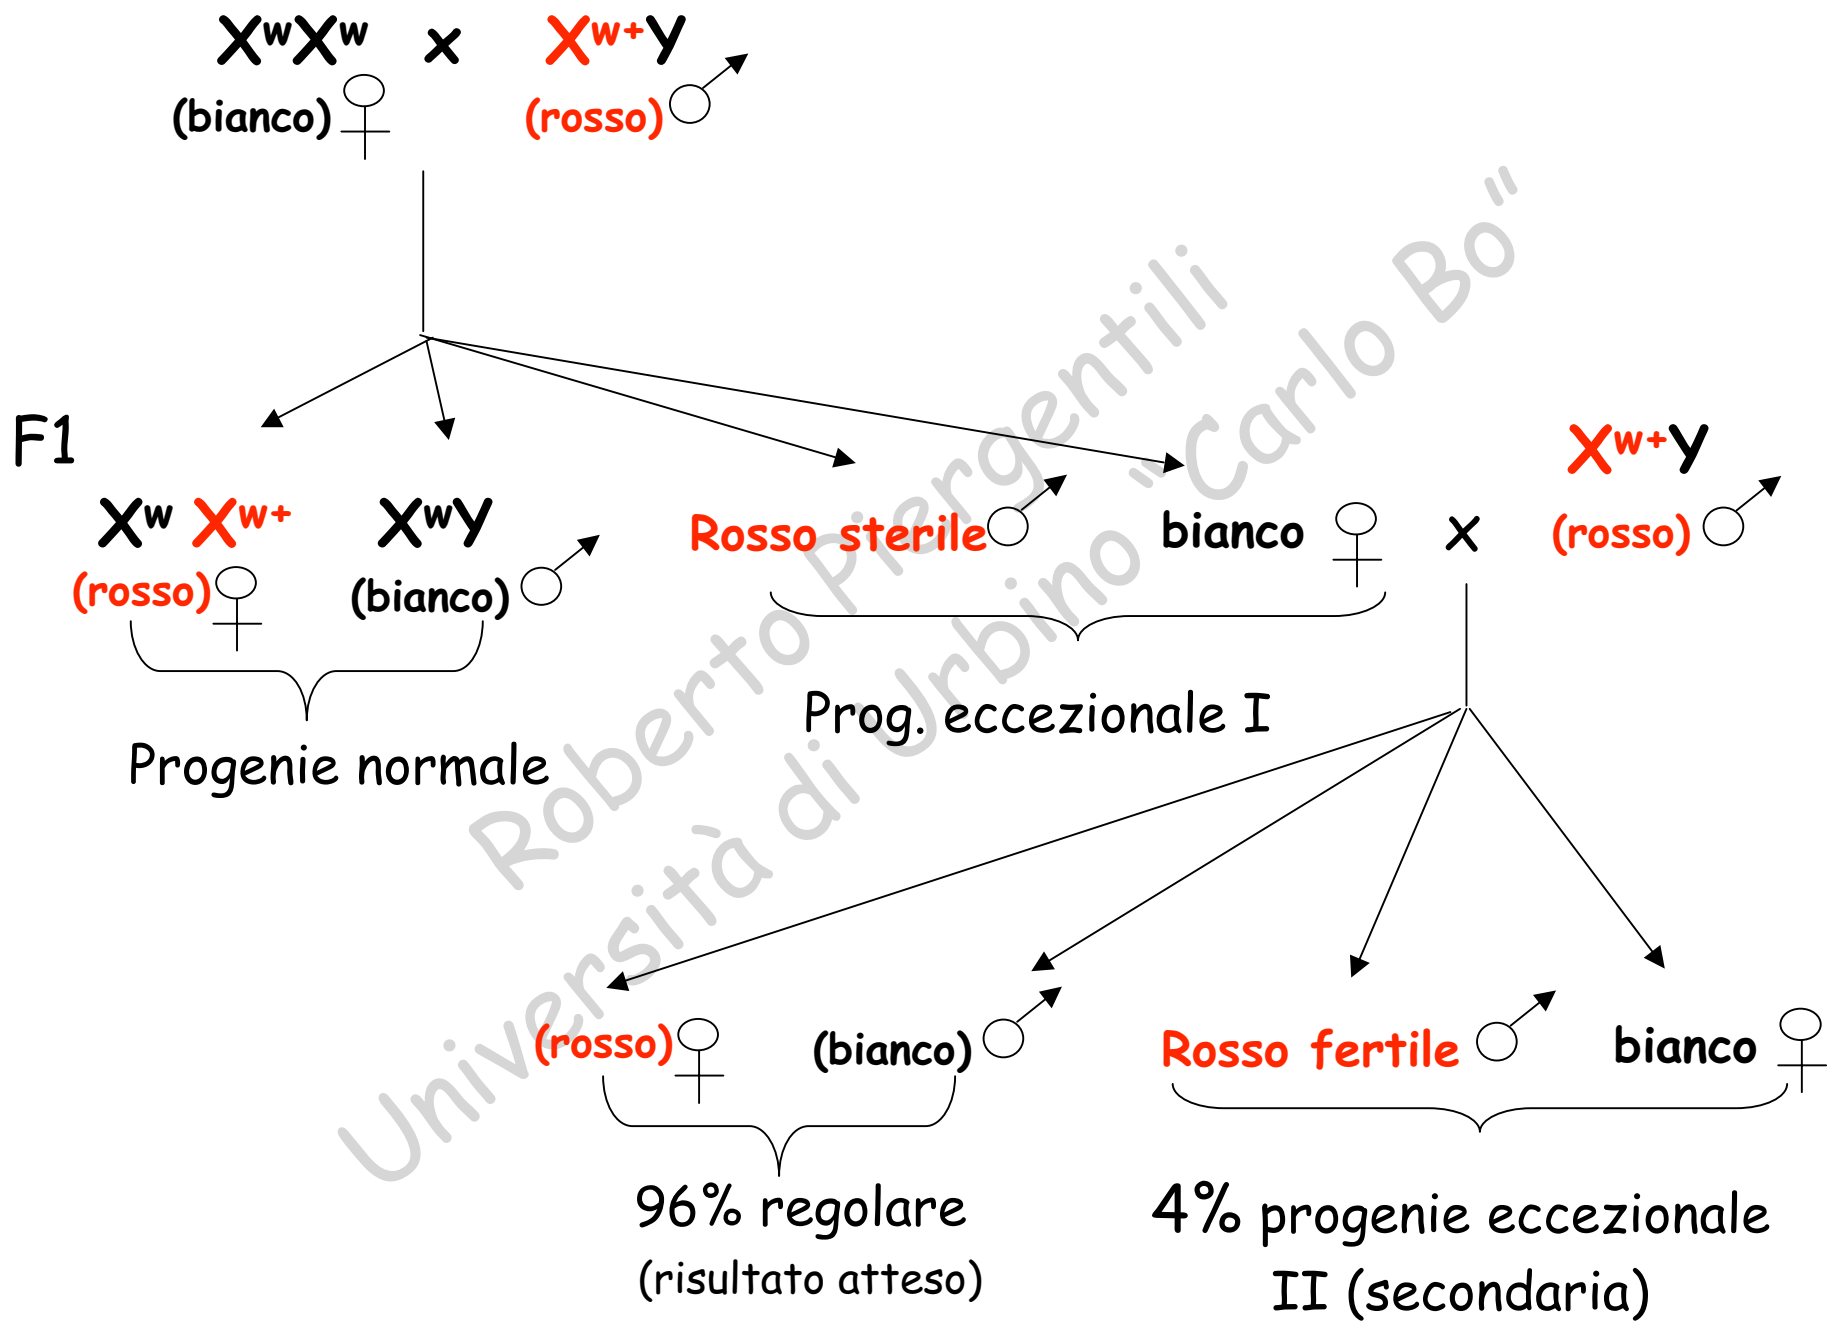 XwXw x Xw+Y
(bianco) (rosso)
F1
Xw Xw+ XwY
(rosso) (bianco)
Rosso sterile bianco x Xw+Y
(rosso)
Progenie normale
Prog. eccezionale I
(rosso) (bianco) Rosso fertile bianco
96% regolare
(risultato atteso)
4% progenie eccezionale
II (secondaria)
Roberto Piergentili
Università di Urbino "Carlo Bo"